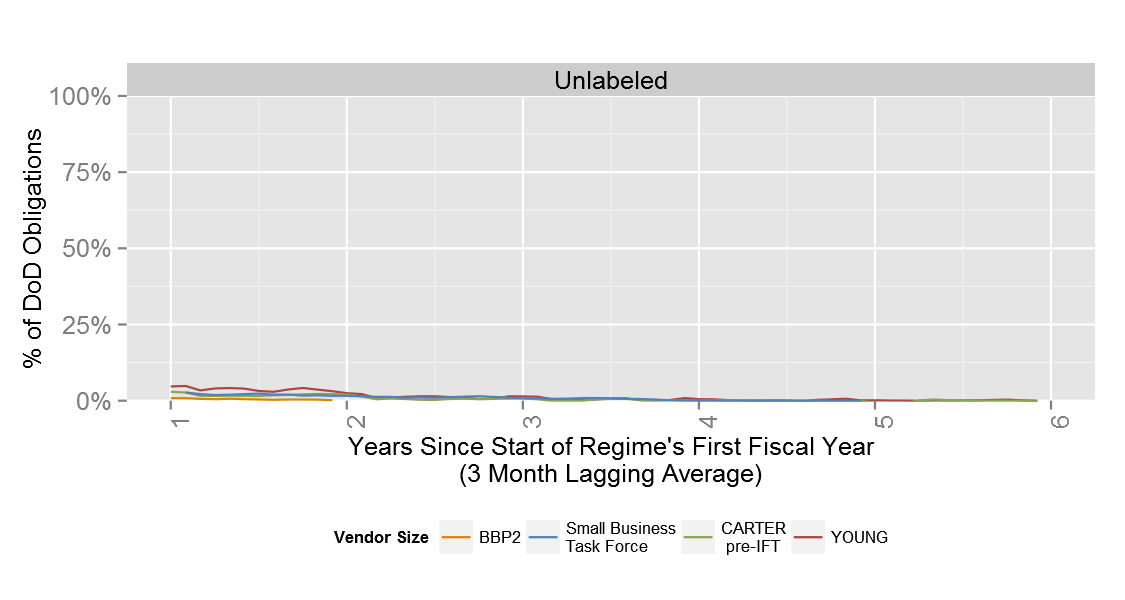 Unlabeled
100%
75%
50%
25%
0%
% of DoD Obligations
1
2
3
4
5
6
Years Since Start of Regime's First Fiscal Year
(3 Month Lagging Average)
Vendor Size
BBP2
Small Business
Task Force
CARTER
pre-IFT
YOUNG